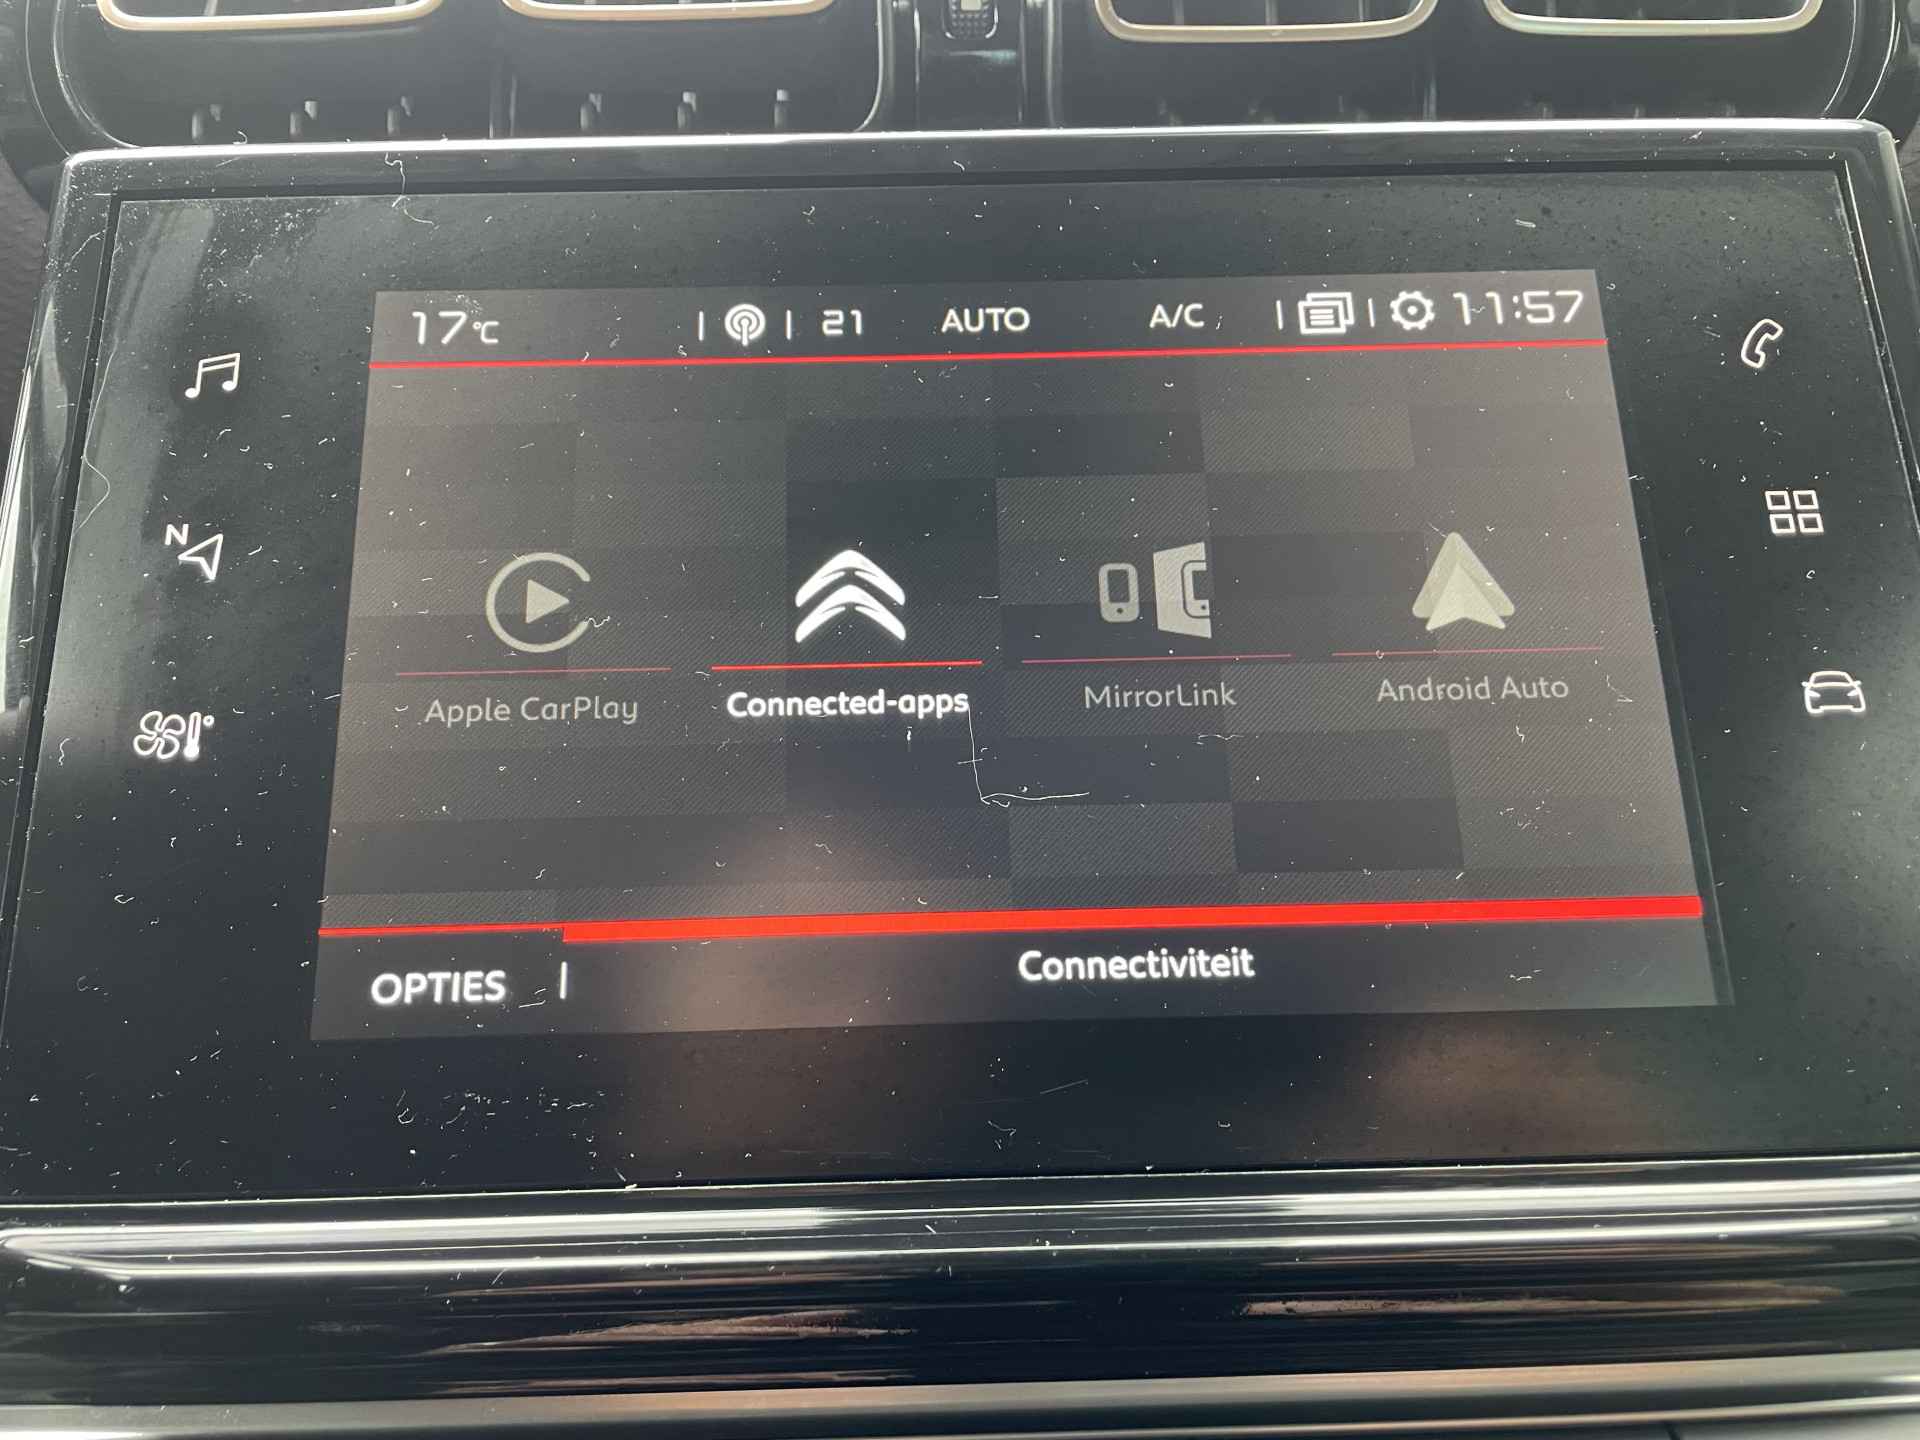 17°C 21 AUTO A/C 11:57
N
Apple CarPlay Connected-apps MirrorLink Android Auto
OPTIES Connectiviteit